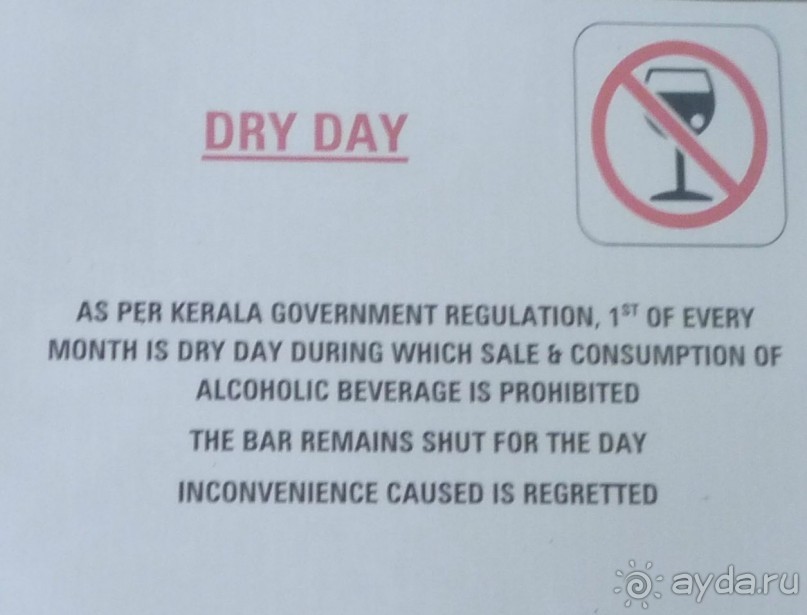 DRY DAY
AS PER KERALA GOVERNMENT REGULATION, 1ST OF EVERY
MONTH IS DRY DAY DURING WHICH SALE & CONSUMPTION OF
ALCOHOLIC BEVERAGE IS PROHIBITED
THE BAR REMAINS SHUT FOR THE DAY
INCONVENIENCE CAUSED IS REGRETTED
ayda.ru